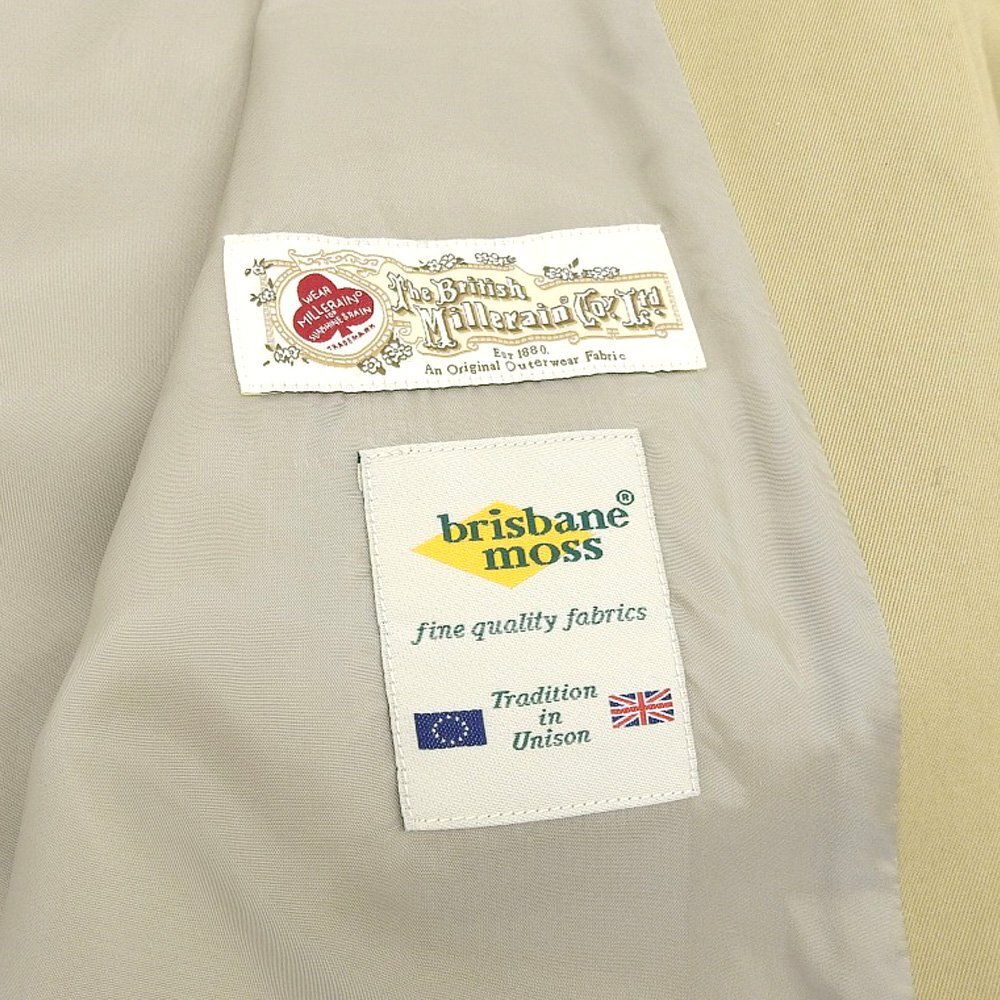 WEAR
MILLERAIN
FOR
SUNSHINE & RAIN
TRADEMARK
The British
Millerain Coy. Ltd.
EST 1880.
An Original Outerwear Fabric
brisbane®
moss
fine quality fabrics
Tradition
in
Unison